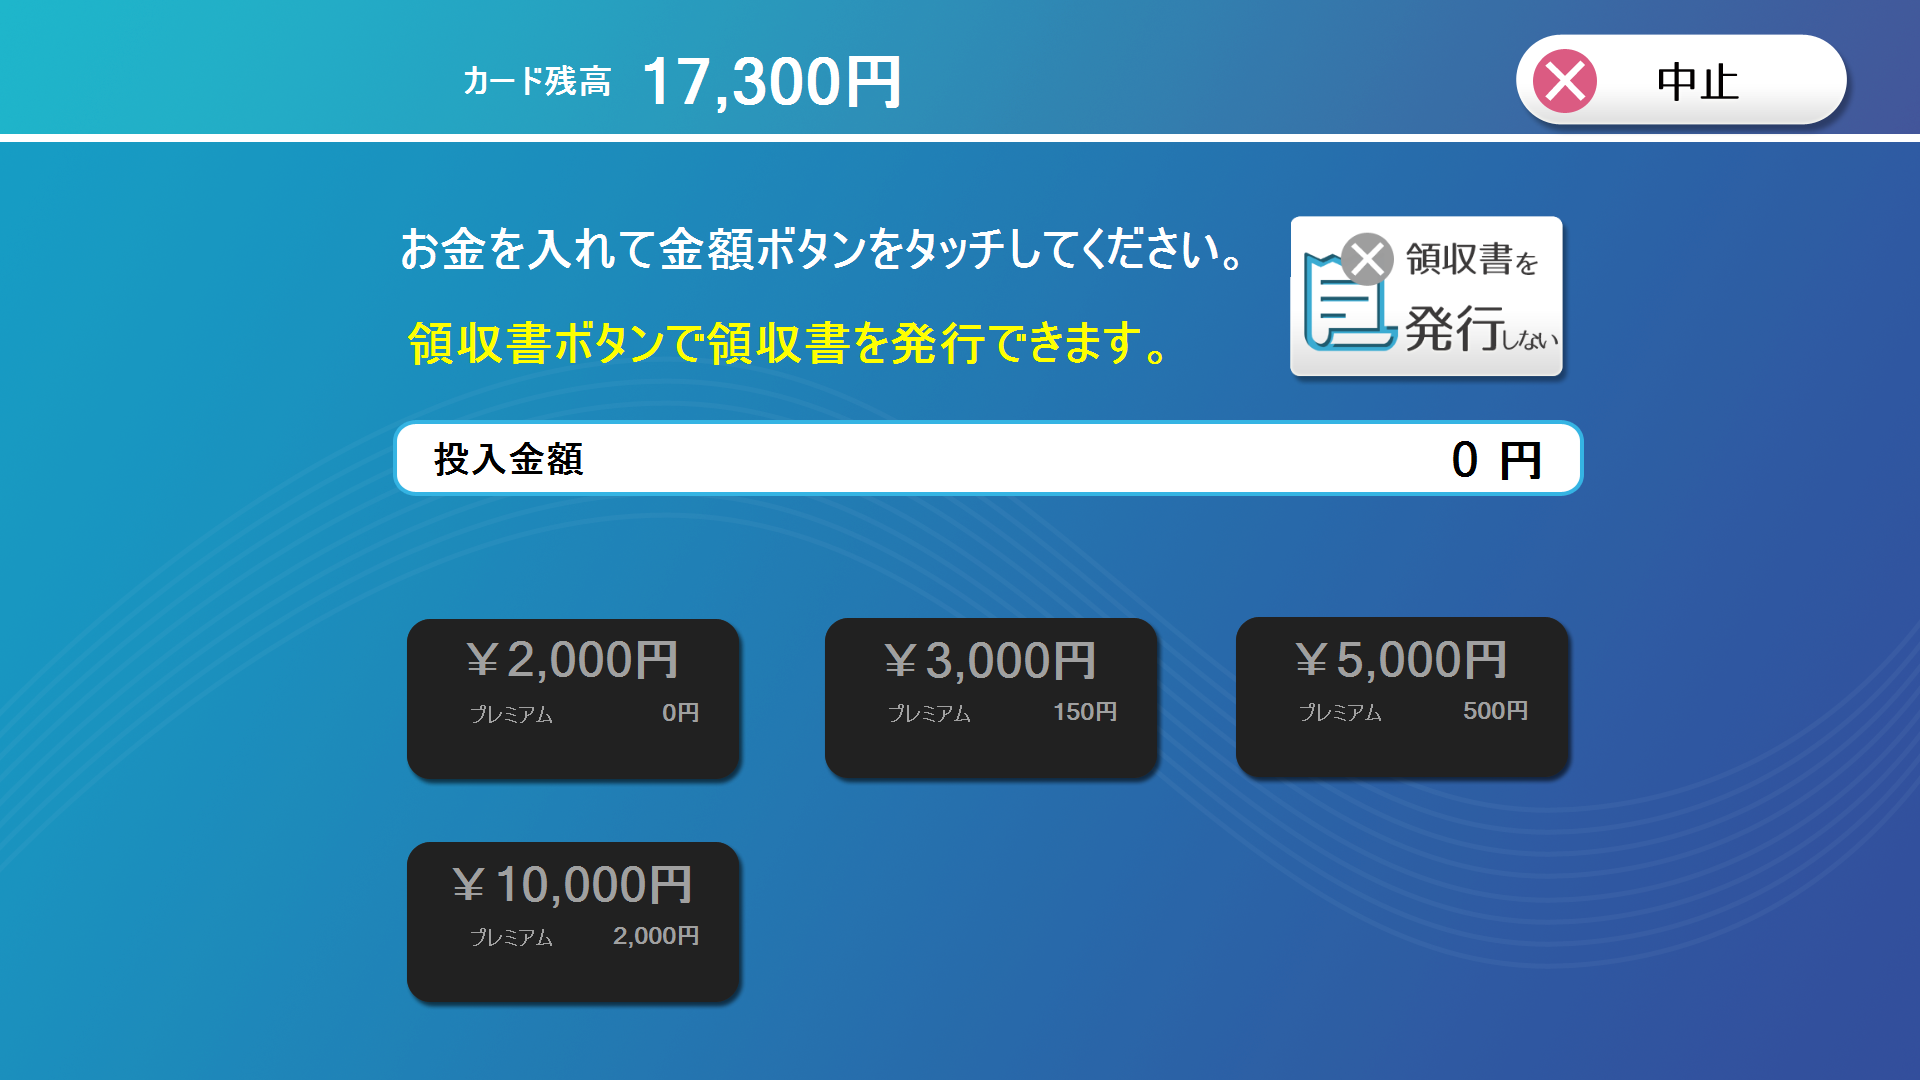 カード残高 17,300円
中止
お金を入れて金額ボタンをタッチしてください。
領収書ボタンで領収書を発行できます。
領収書を
発行しない
投入金額 0 円
￥2,000円
プレミアム 0円
￥3,000円
プレミアム 150円
￥5,000円
プレミアム 500円
￥10,000円
プレミアム 2,000円